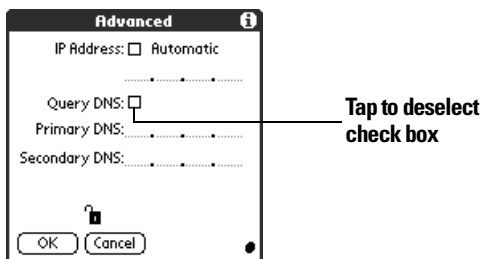 Advanced
IP Address: Automatic
Query DNS:
Tap to deselect
check box
Primary DNS:
Secondary DNS:
OK Cancel